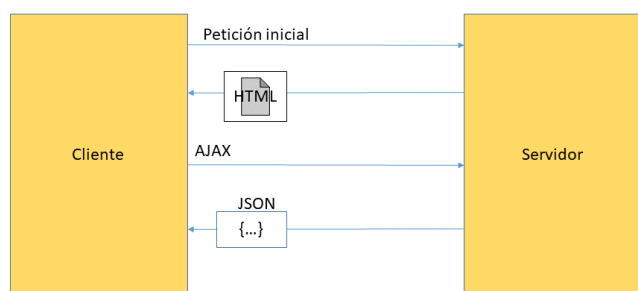 Petición inicial
HTML
Cliente
Servidor
AJAX
JSON
{...}